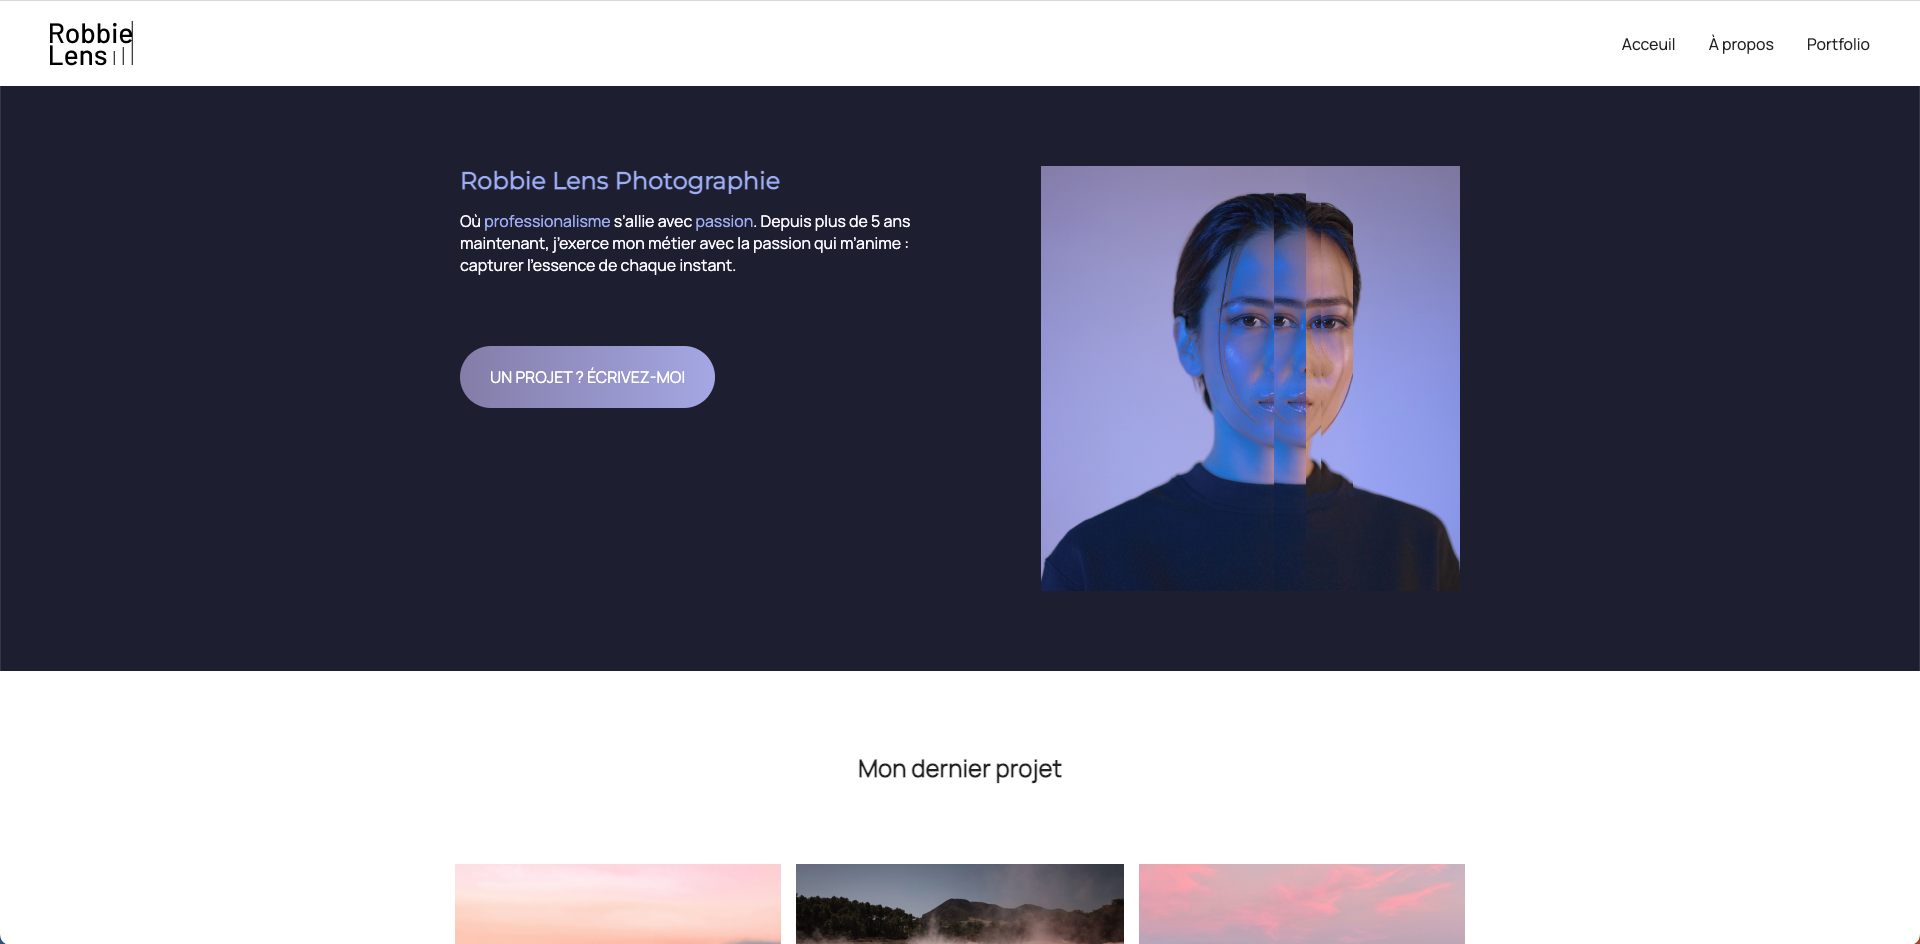 Robbie
Lens
Acceuil
À propos
Portfolio
Robbie Lens Photographie
Où professionalisme s'allie avec passion. Depuis plus de 5 ans
maintenant, j'exerce mon métier avec la passion qui m'anime :
capturer l'essence de chaque instant.
UN PROJET ? ÉCRIVEZ-MOI
Mon dernier projet